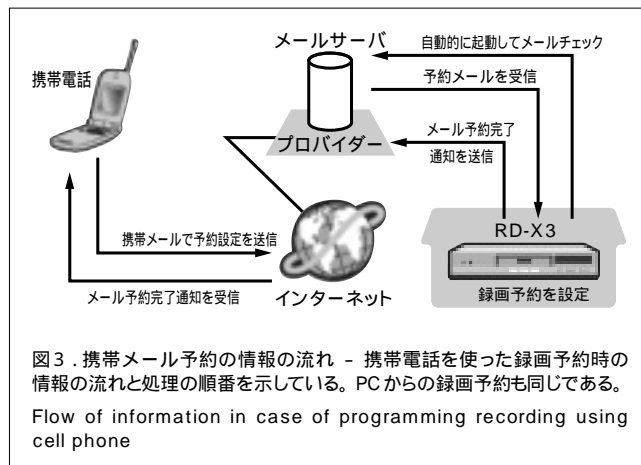 メールサーバ
自動的に起動してメールチェック
携帯電話
予約メールを受信
メール予約完了
通知を送信
プロバイダー
RD-X3
携帯メールで予約設定を送信
メール予約完了通知を受信
インターネット
録画予約を設定
図3．携帯メール予約の情報の流れ － 携帯電話を使った録画予約時の
情報の流れと処理の順番を示している。PCからの録画予約も同じである。
Flow of information in case of programming recording using
cell phone